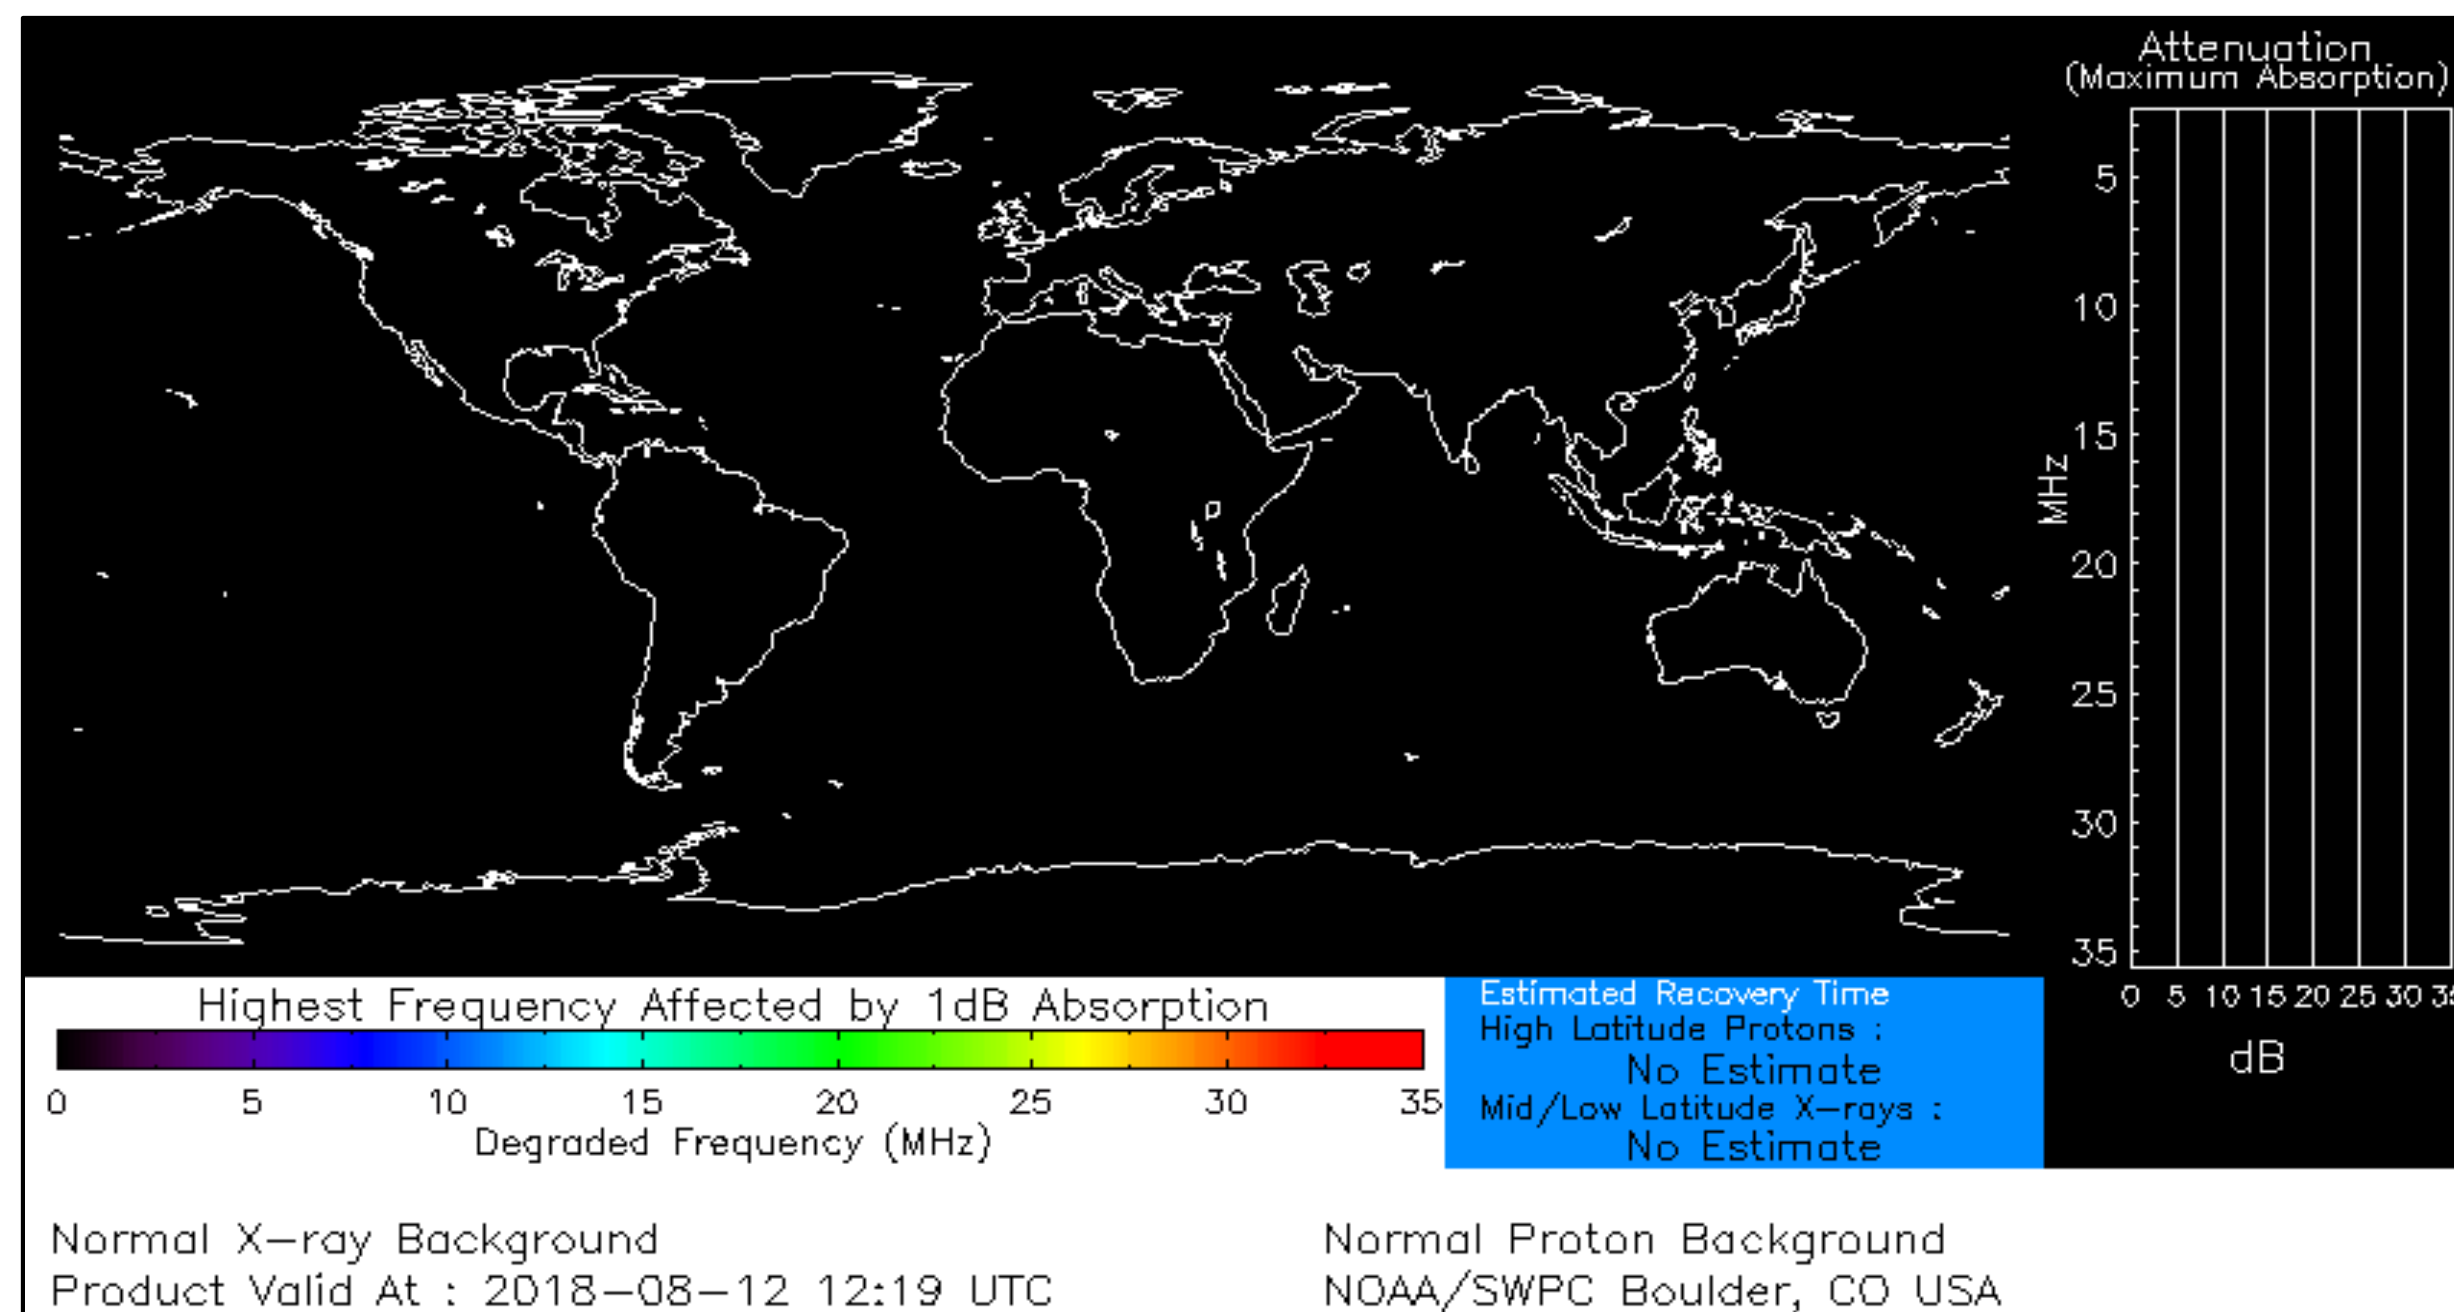 Attenuation
(Maximum Absorption)
5
10
15
20
25
30
35
MHz
0 5 10 15 20 25 30
dB
Highest Frequency Affected by 1dB Absorption
0 5 10 15 20 25 30 35
Degraded Frequency (MHz)
Estimated Recovery Time
High Latitude Protons :
No Estimate
Mid/Low Latitude X-rays :
No Estimate
Normal X-ray Background
Normal Proton Background
Product Valid At : 2018-08-12 12:19 UTC
NOAA/SWPC Boulder, CO USA